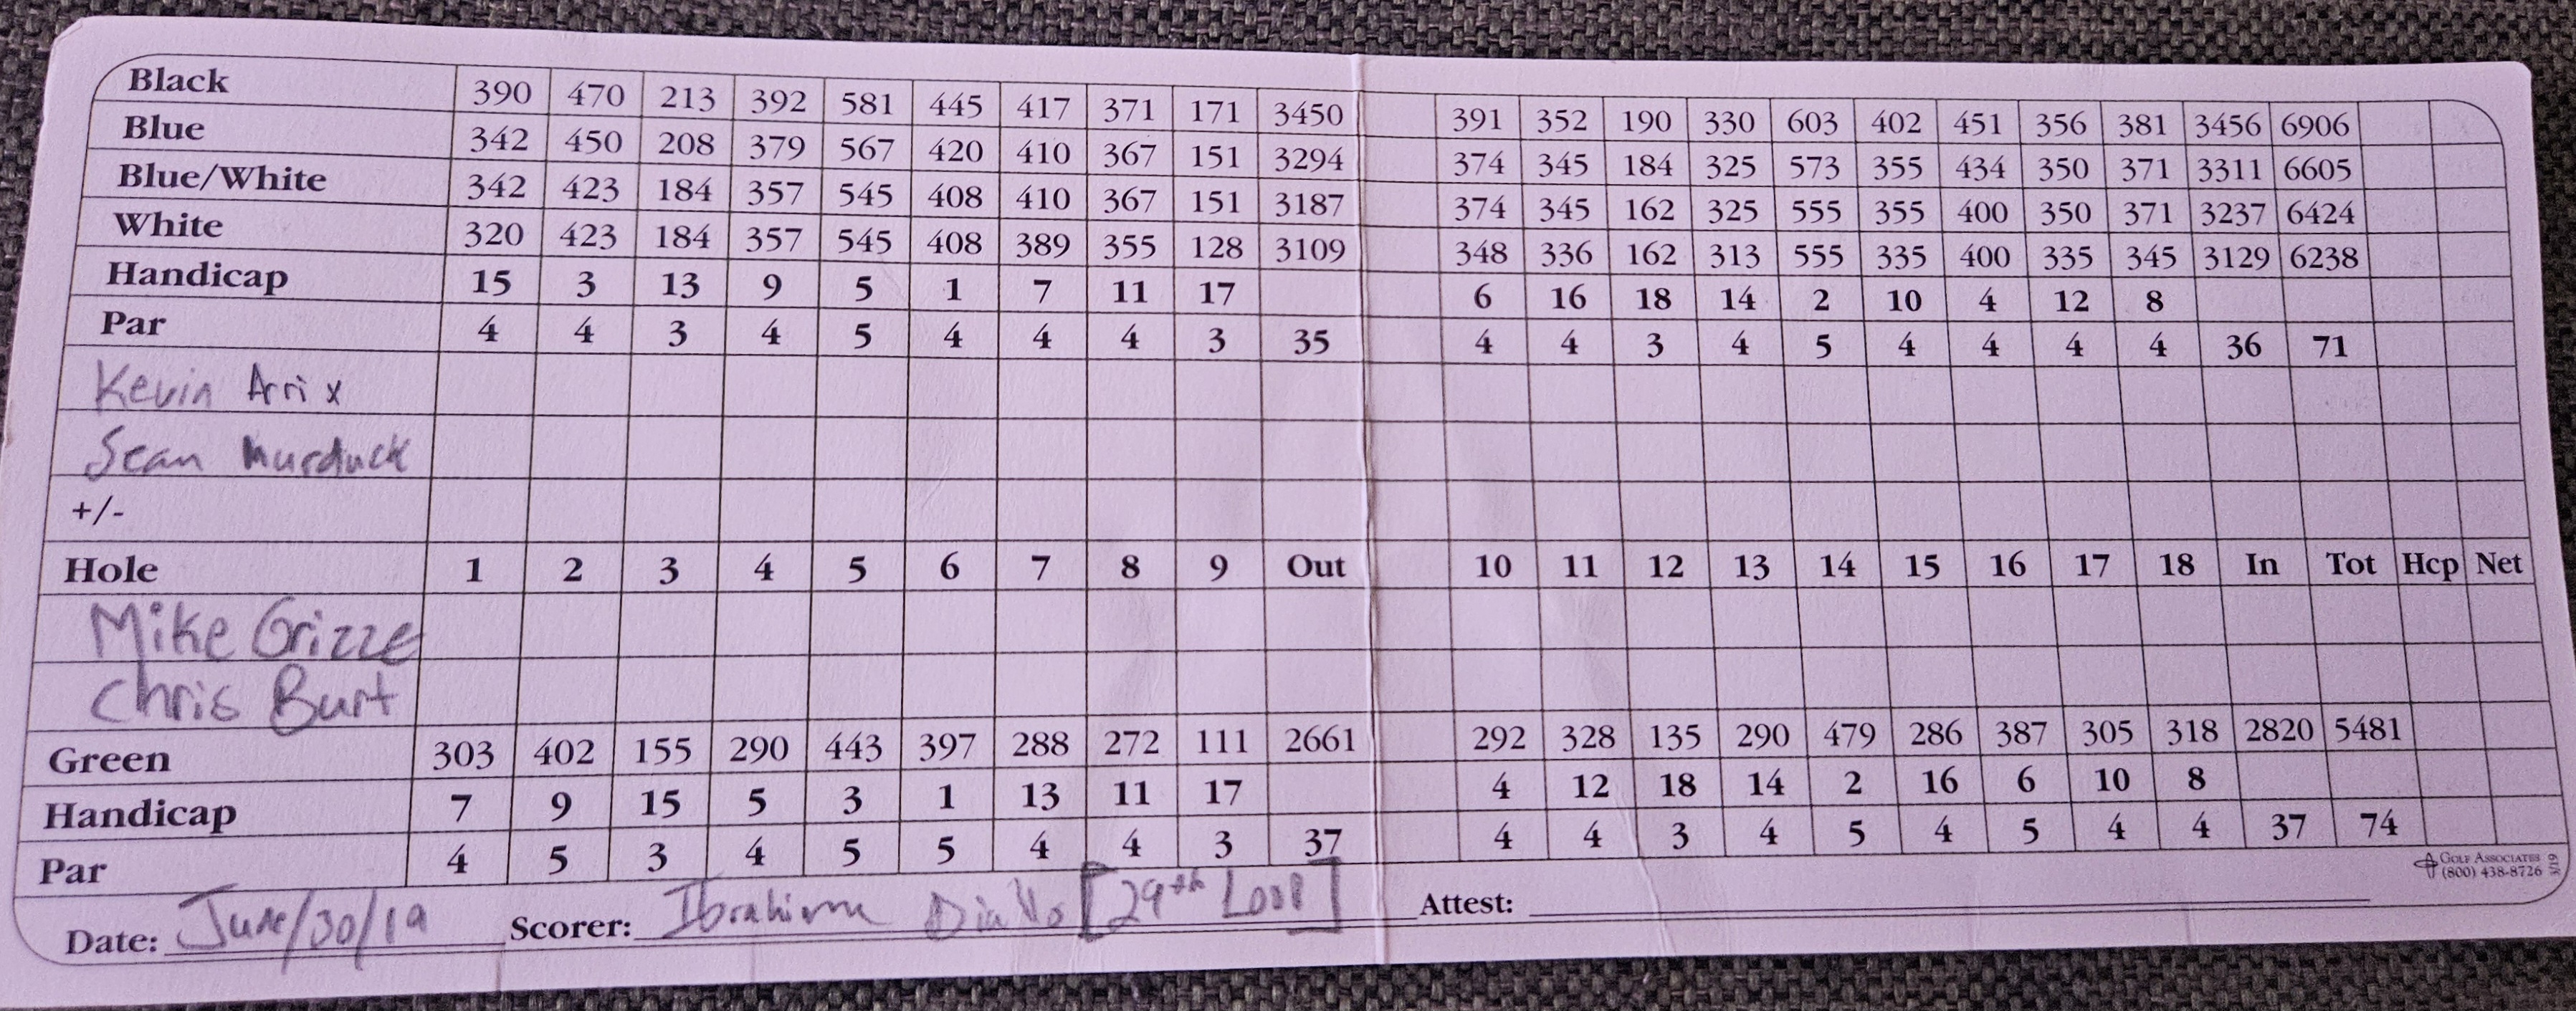 Black 390 470 213 392 581 445 417 371 171 3450 391 352 190 330 603 402 451 356 381 3456 6906
Blue 342 450 208 379 567 420 410 367 151 3294 374 345 184 325 573 355 434 350 371 3311 6605
Blue/White 342 423 184 357 545 408 410 367 151 3187 374 345 162 325 555 355 400 350 371 3237 6424
White 320 423 184 357 545 408 389 355 128 3109 348 336 162 313 555 335 400 335 345 3129 6238
Handicap 15 3 13 9 5 1 7 11 17 6 16 18 14 2 10 4 12 8
Par 4 4 3 4 5 4 4 4 3 35 4 4 3 4 5 4 4 4 4 36 71
Kevin Arrix
Sean Murduck
+/-
Hole 1 2 3 4 5 6 7 8 9 Out 10 11 12 13 14 15 16 17 18 In Tot Hcp Net
Mike Grizze
Chris Burt
Green 303 402 155 290 443 397 288 272 111 2661 292 328 135 290 479 286 387 305 318 2820 5481
Handicap 7 9 15 5 3 1 13 11 17 4 12 18 14 2 16 6 10 8
Par 4 5 3 4 5 5 4 4 3 37 4 4 3 4 5 4 5 4 4 37 74
Golf Associates
(800) 438-8726
3/19
Date: June/30/19 Scorer: Ibrahima Diallo [29th Loop] Attest: